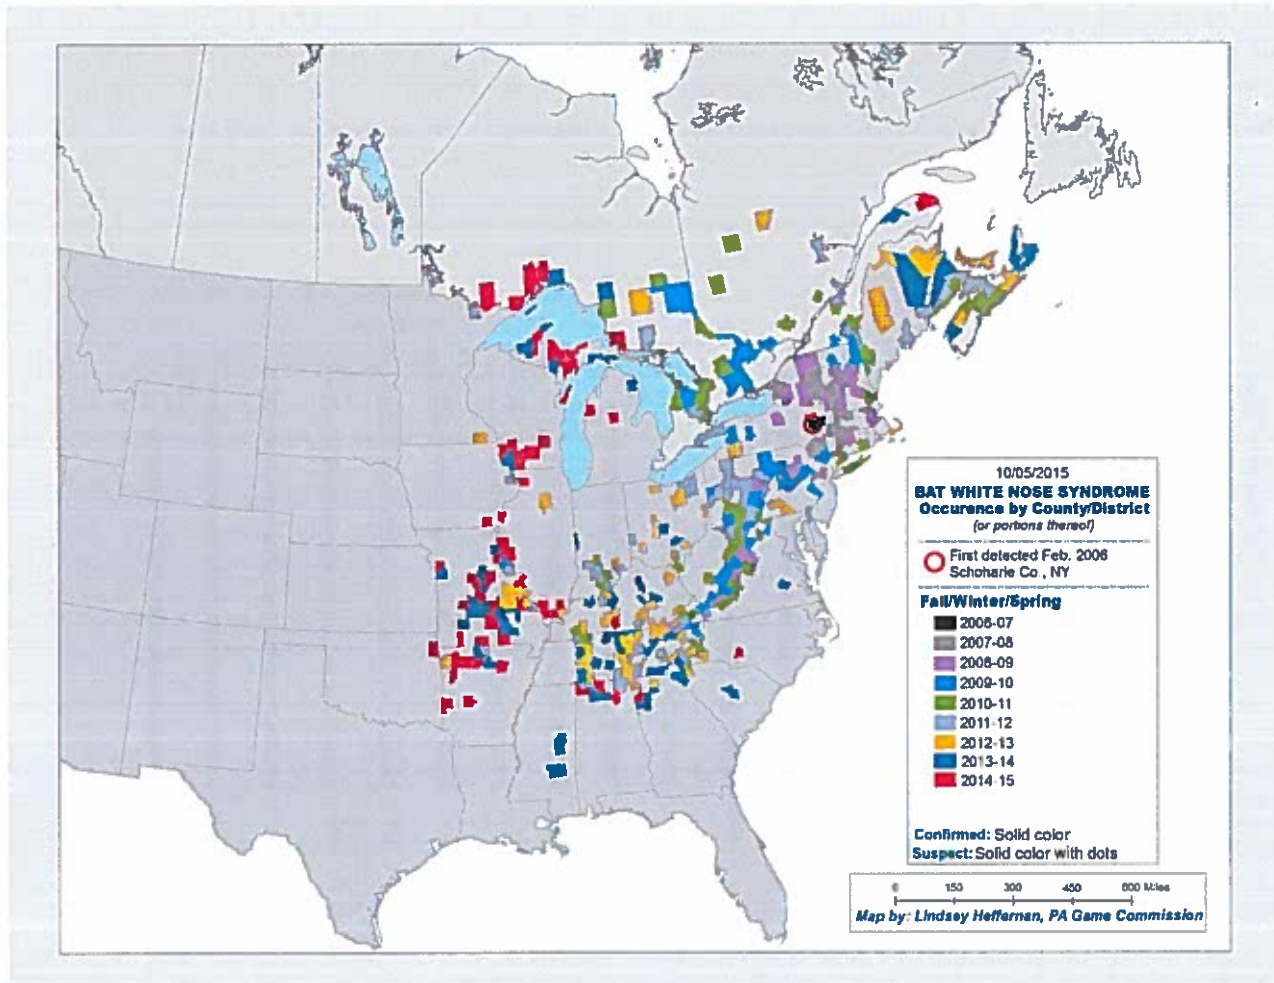 10/05/2015
BAT WHITE NOSE SYNDROME
Occurence by County/District
(or portions thereof)
First detected Feb. 2006
Schoharie Co., NY
Fall/Winter/Spring
2006-07
2007-08
2008-09
2009-10
2010-11
2011-12
2012-13
2013-14
2014-15
Confirmed: Solid color
Suspect: Solid color with dots
0 150 300 450 600 Miles
Map by: Lindsey Heffernan, PA Game Commission